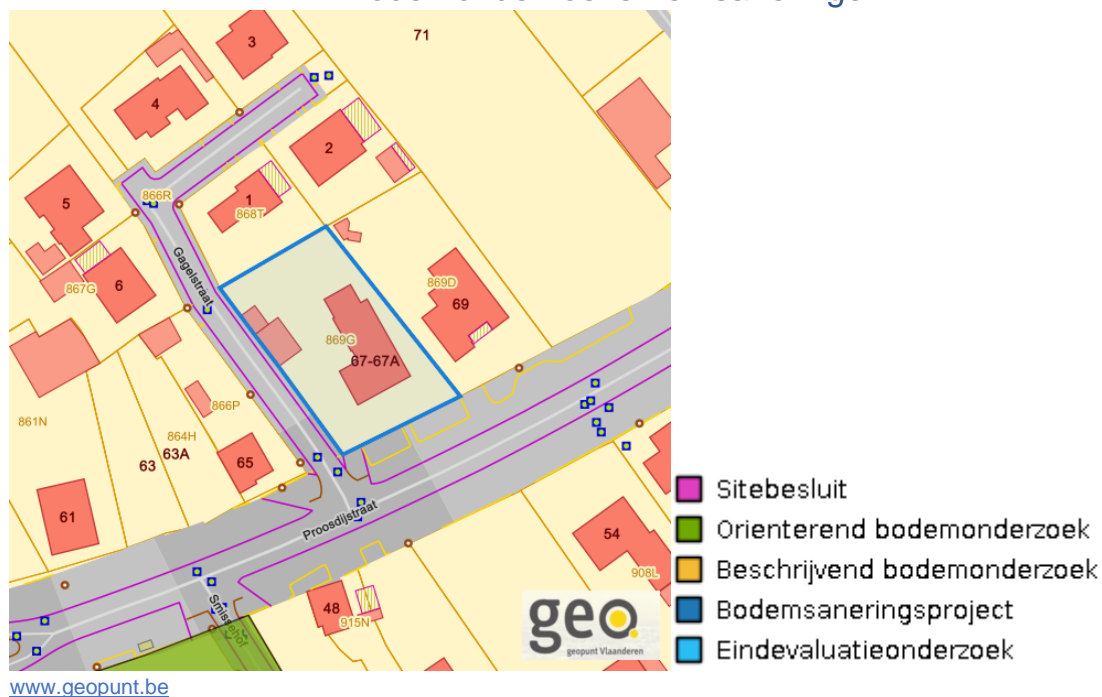 71
3
4
2
866R
1
868T
5
Gagelstraat
867G
6
869D
69
869G
67-67A
861N
866P
864H
63
63A
65
61
Proosdijstraat
54
908L
48
915N
geo
geopunt Vlaanderen
Sitebesluit
Orienterend bodemonderzoek
Beschrijvend bodemonderzoek
Bodemsaneringsproject
Eindevaluatieonderzoek
www.geopunt.be